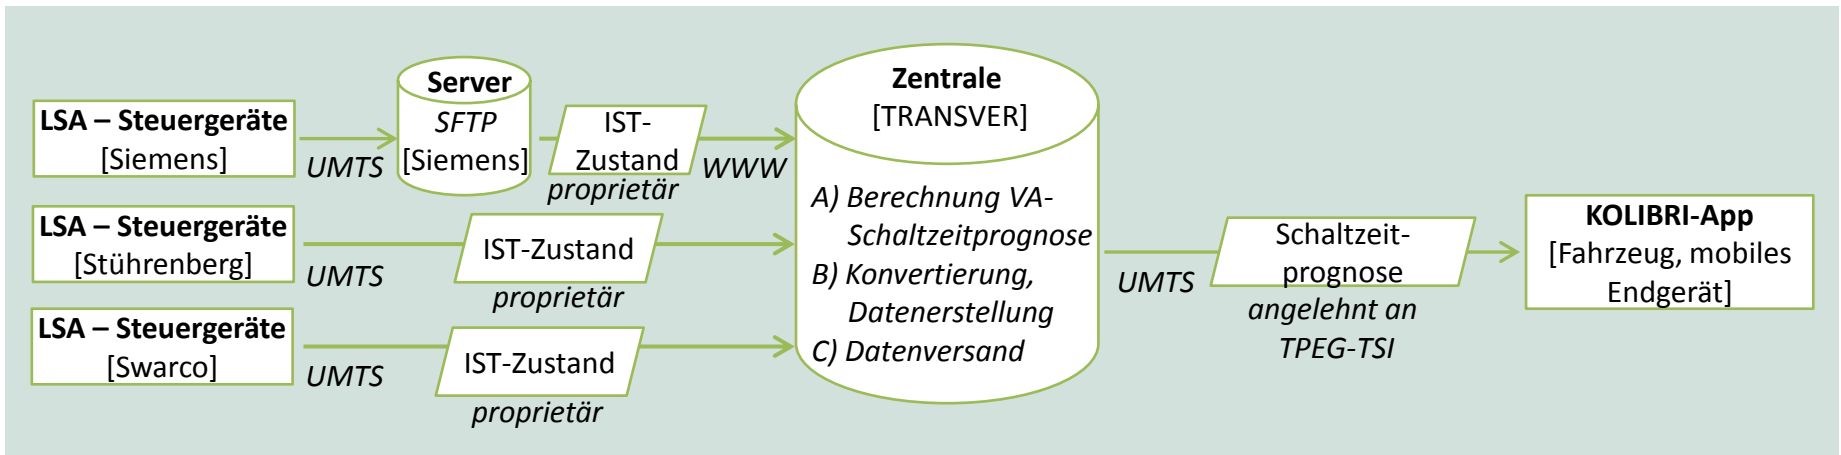 LSA – Steuergeräte
[Siemens]
UMTS
Server
SFTP
[Siemens]
IST-
Zustand
proprietär
WWW
LSA – Steuergeräte
[Stührenberg]
UMTS
IST-Zustand
proprietär
LSA – Steuergeräte
[Swarco]
UMTS
IST-Zustand
proprietär
Zentrale
[TRANSVER]
A) Berechnung VA-
Schaltzeitprognose
B) Konvertierung,
Datenerstellung
C) Datenversand
UMTS
Schaltzeit-
prognose
angelehnt an
TPEG-TSI
KOLIBRI-App
[Fahrzeug, mobiles
Endgerät]